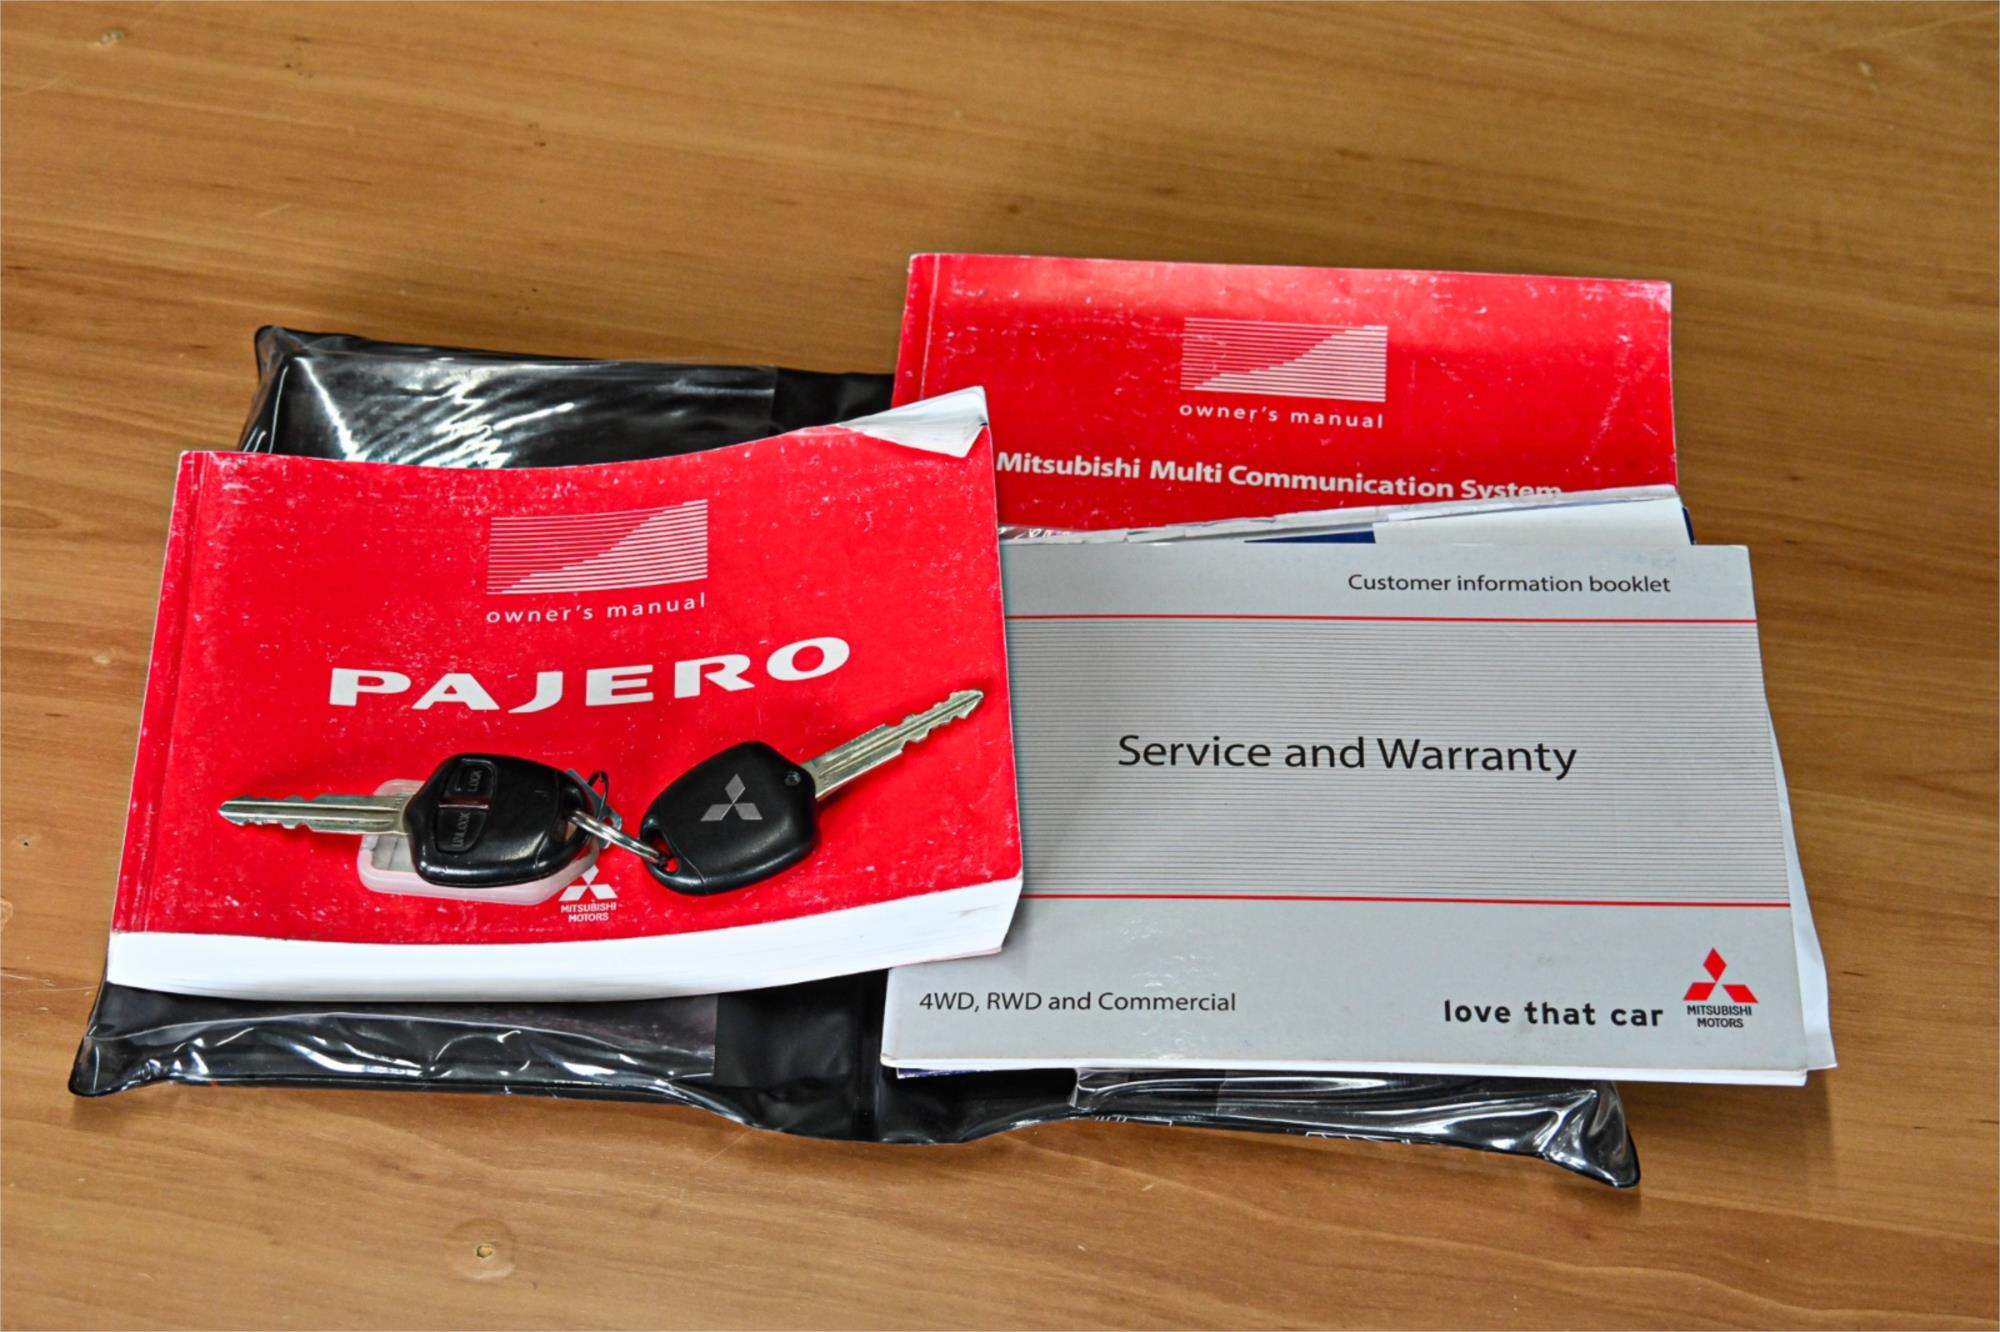 owner's manual
Mitsubishi Multi Communication System
owner's manual
PAJERO
LOCK
UNLOCK
MITSUBISHI
MOTORS
Customer information booklet
Service and Warranty
4WD, RWD and Commercial
love that car
MITSUBISHI
MOTORS